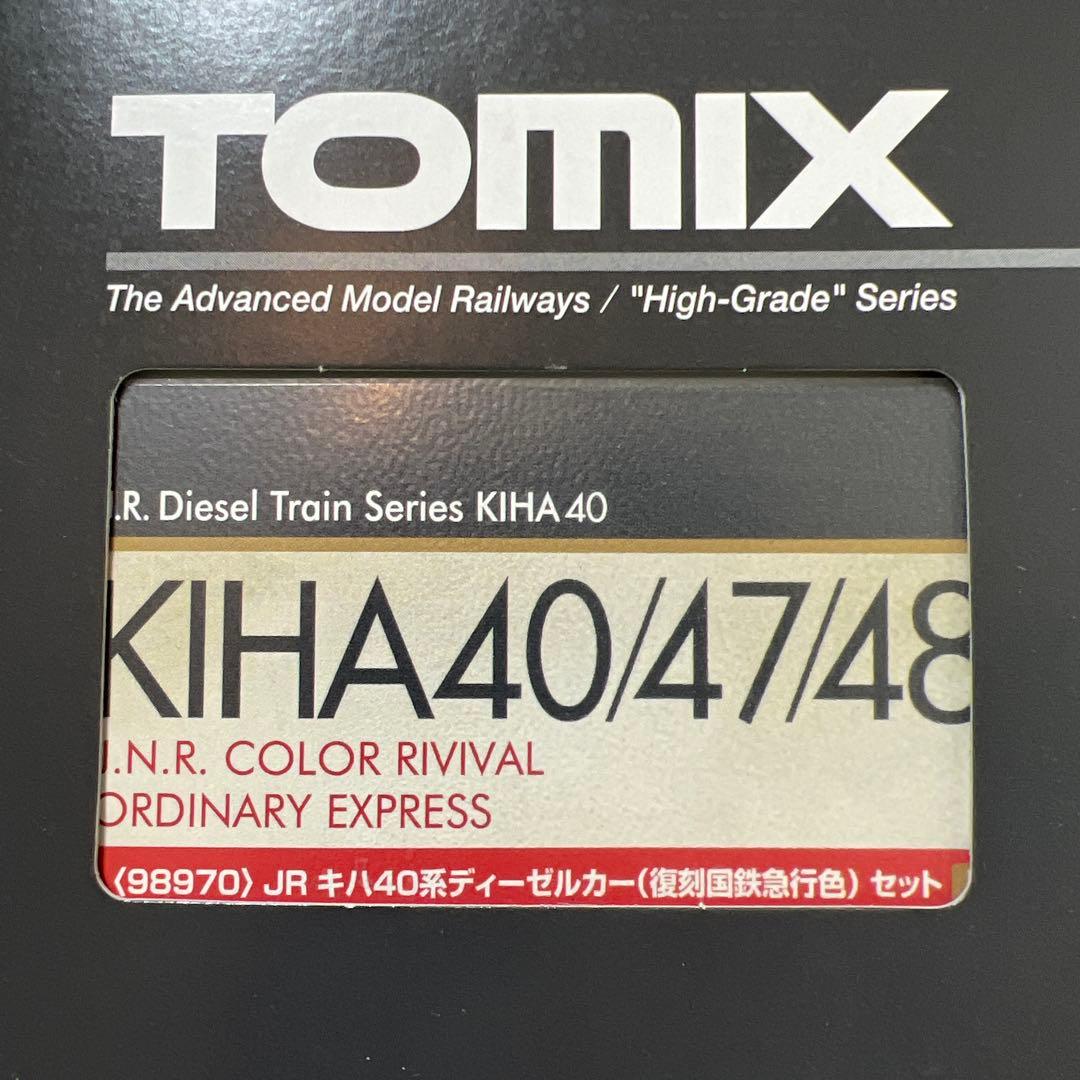 TOMIX
The Advanced Model Railways / "High-Grade" Series
.R. Diesel Train Series KIHA 40
KIHA40/47/48
J.N.R. COLOR RIVIVAL
ORDINARY EXPRESS
〈98970〉 JR キハ40系ディーゼルカー(復刻国鉄急行色) セット